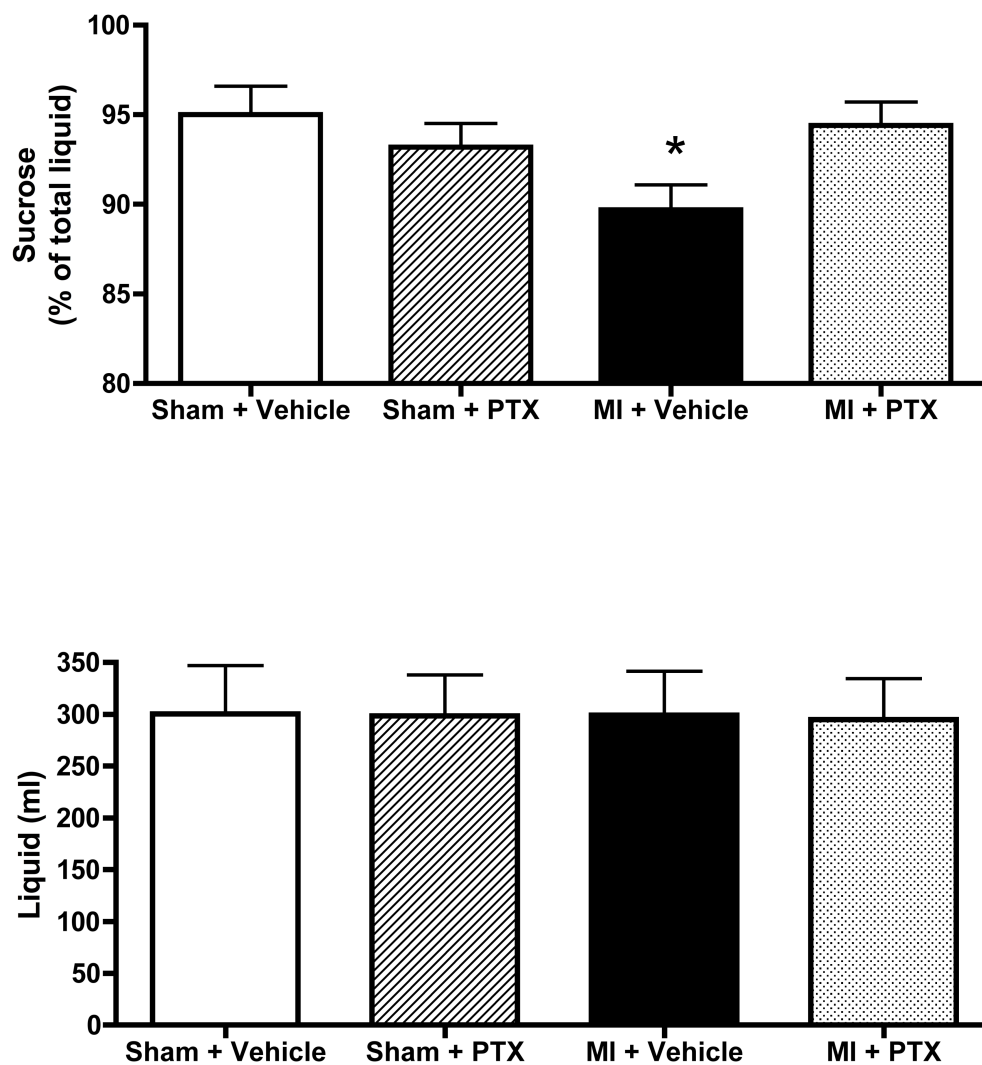 100
95
90
85
80
Sucrose
(% of total liquid)
*
Sham + Vehicle
Sham + PTX
MI + Vehicle
MI + PTX
350
300
250
200
150
100
50
0
Liquid (ml)
Sham + Vehicle
Sham + PTX
MI + Vehicle
MI + PTX